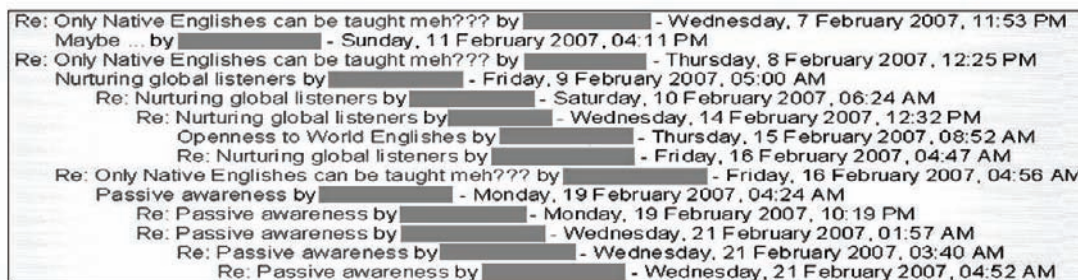 Re: Only Native Englishes can be taught meh??? by - Wednesday, 7 February 2007, 11:53 PM
Maybe ... by - Sunday, 11 February 2007, 04:11 PM
Re: Only Native Englishes can be taught meh??? by - Thursday, 8 February 2007, 12:25 PM
Nurturing global listeners by - Friday, 9 February 2007, 05:00 AM
Re: Nurturing global listeners by - Saturday, 10 February 2007, 06:24 AM
Re: Nurturing global listeners by - Wednesday, 14 February 2007, 12:32 PM
Openness to World Englishes by - Thursday, 15 February 2007, 08:52 AM
Re: Nurturing global listeners by - Friday, 16 February 2007, 04:47 AM
Re: Only Native Englishes can be taught meh??? by - Friday, 16 February 2007, 04:56 AM
Passive awareness by - Monday, 19 February 2007, 04:24 AM
Re: Passive awareness by - Monday, 19 February 2007, 10:19 PM
Re: Passive awareness by - Wednesday, 21 February 2007, 01:57 AM
Re: Passive awareness by - Wednesday, 21 February 2007, 03:40 AM
Re: Passive awareness by - Wednesday, 21 February 2007, 04:52 AM